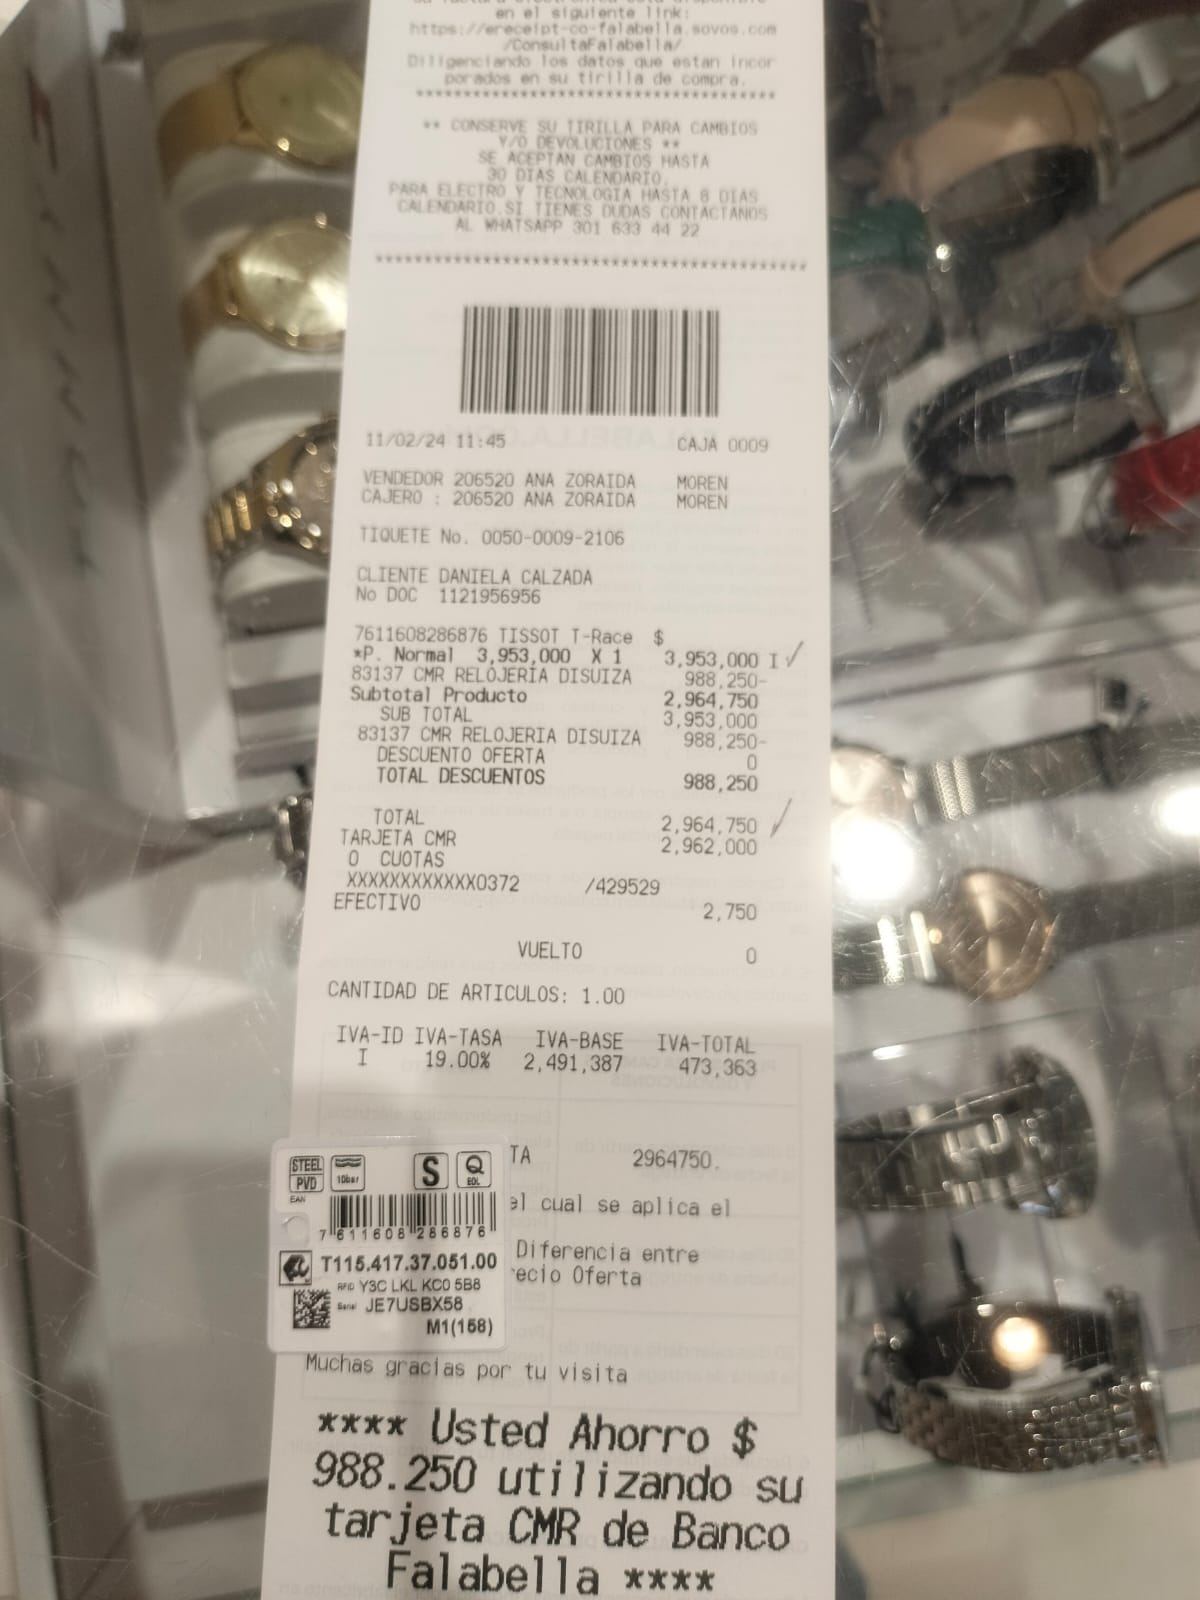 en el siguiente link:
https://ereceipt-co-falabella.sovos.com
/ConsultaFalabella/
Diligenciando los datos que estan incor
porados en su tirilla de compra.
****************************************
** CONSERVE SU TIRILLA PARA CAMBIOS
Y/O DEVOLUCIONES **
SE ACEPTAN CAMBIOS HASTA
30 DIAS CALENDARIO.
PARA ELECTRO Y TECNOLOGIA HASTA 8 DIAS
CALENDARIO.SI TIENES DUDAS CONTACTANOS
AL WHATSAPP 301 633 44 22
************************************************
11/02/24 11:45 CAJA 0009
VENDEDOR 206520 ANA ZORAIDA MOREN
CAJERO : 206520 ANA ZORAIDA MOREN
TIQUETE No. 0050-0009-2106
CLIENTE DANIELA CALZADA
No DOC 1121956956
7611608286876 TISSOT T-Race $
*P. Normal 3,953,000 X 1 3,953,000 I
83137 CMR RELOJERIA DISUIZA 988,250-
Subtotal Producto 2,964,750
SUB TOTAL 3,953,000
83137 CMR RELOJERIA DISUIZA 988,250-
DESCUENTO OFERTA 0
TOTAL DESCUENTOS 988,250
TOTAL 2,964,750
TARJETA CMR 2,962,000
0 CUOTAS
XXXXXXXXXXXX0372 /429529
EFECTIVO 2,750
VUELTO 0
CANTIDAD DE ARTICULOS: 1.00
IVA-ID IVA-TASA IVA-BASE IVA-TOTAL
I 19.00% 2,491,387 473,363
TA 2964750.
el cual se aplica el
Diferencia entre
recio Oferta
STEEL
PVD
10bar
S
Q
EOL
EAN
7 611608 286876
T115.417.37.051.00
RFID Y3C LKL KC0 5B8
Serial JE7USBX58
M1(158)
Muchas gracias por tu visita
**** Usted Ahorro $
988.250 utilizando su
tarjeta CMR de Banco
Falabella ****